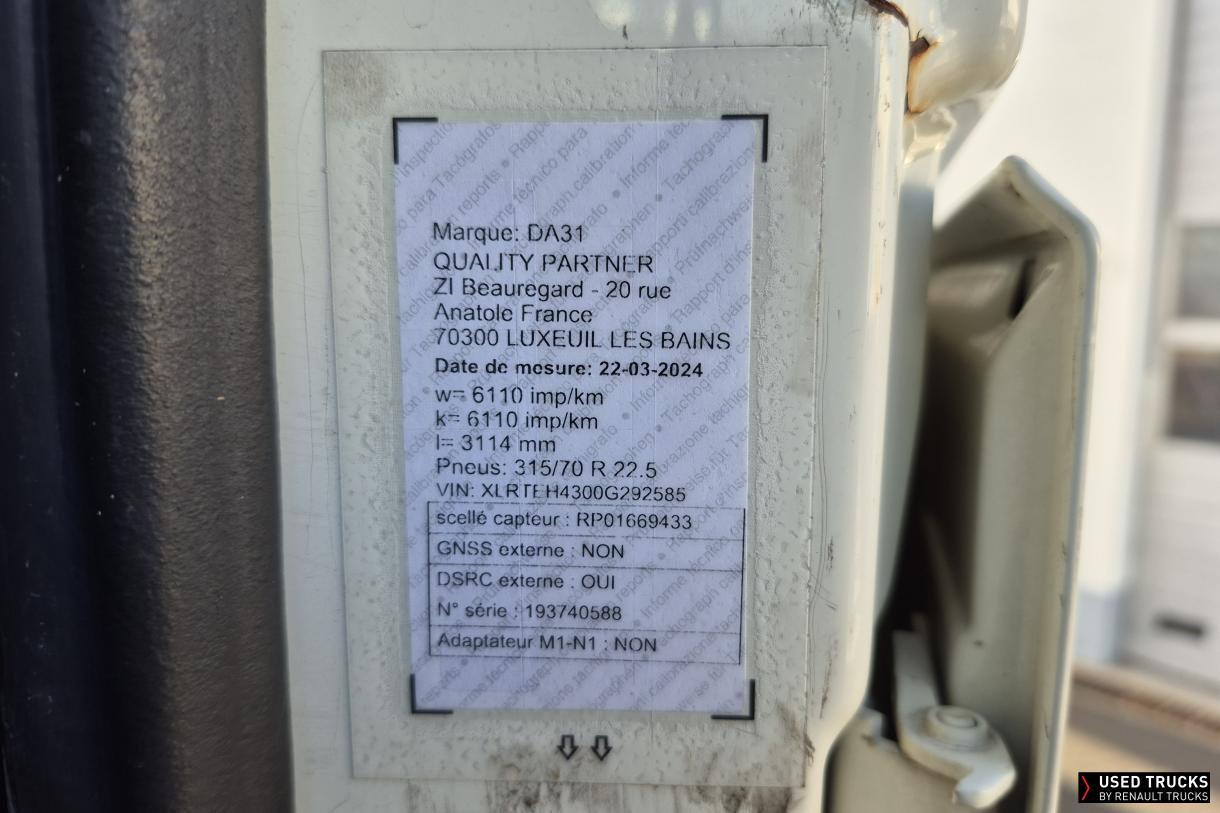 Marque: DA31
QUALITY PARTNER
ZI Beauregard - 20 rue
Anatole France
70300 LUXEUIL LES BAINS
Date de mesure: 22-03-2024
w= 6110 imp/km
k= 6110 imp/km
l= 3114 mm
Pneus: 315/70 R 22.5
VIN: XLRTEH4300G292585
scellé capteur : RP01669433
GNSS externe : NON
DSRC externe : OUI
N° série : 193740588
Adaptateur M1-N1 : NON
USED TRUCKS
BY RENAULT TRUCKS